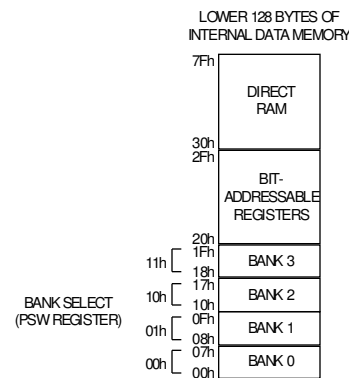 LOWER 128 BYTES OF
INTERNAL DATA MEMORY
7Fh
DIRECT
RAM
30h
2Fh
BIT-
ADDRESSABLE
REGISTERS
20h
1Fh
11h
BANK 3
18h
17h
10h
BANK 2
10h
BANK SELECT
(PSW REGISTER)
0Fh
01h
BANK 1
08h
07h
00h
BANK 0
00h